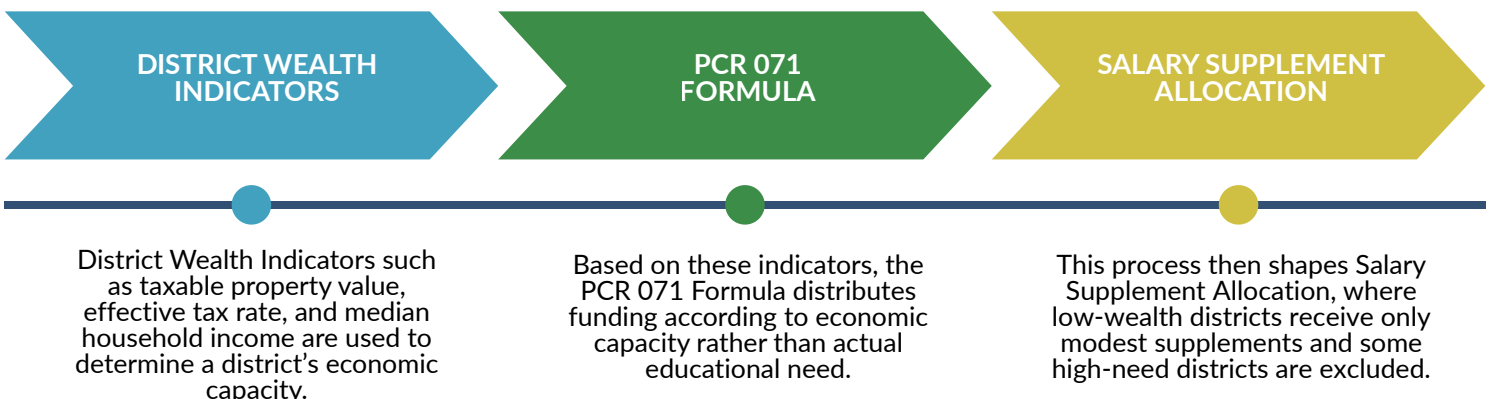 DISTRICT WEALTH
INDICATORS
PCR 071
FORMULA
SALARY SUPPLEMENT
ALLOCATION
District Wealth Indicators such
as taxable property value,
effective tax rate, and median
household income are used to
determine a district’s economic
capacity.
Based on these indicators, the
PCR 071 Formula distributes
funding according to economic
capacity rather than actual
educational need.
This process then shapes Salary
Supplement Allocation, where
low-wealth districts receive only
modest supplements and some
high-need districts are excluded.